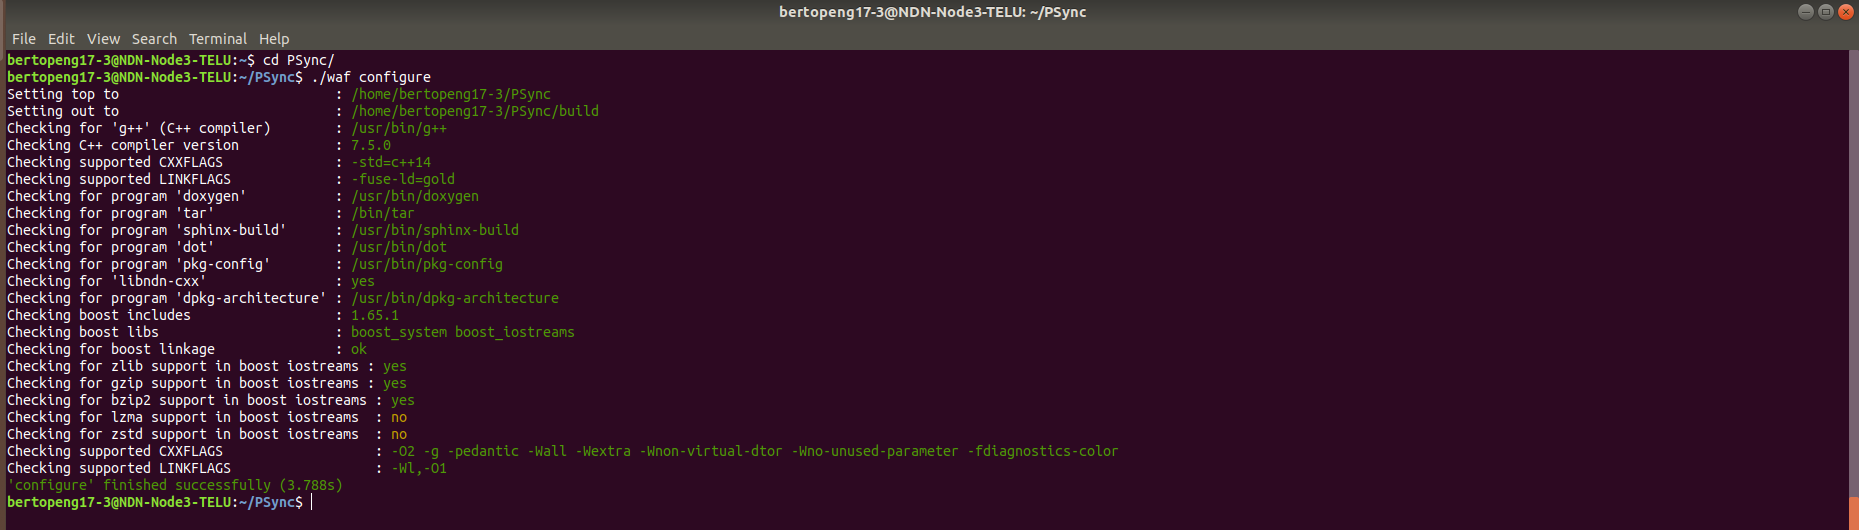 bertopeng17-3@NDN-Node3-TELU: ~/PSync
File Edit View Search Terminal Help
bertopeng17-3@NDN-Node3-TELU:~$ cd PSync/
bertopeng17-3@NDN-Node3-TELU:~/PSync$ ./waf configure
Setting top to : /home/bertopeng17-3/PSync
Setting out to : /home/bertopeng17-3/PSync/build
Checking for 'g++' (C++ compiler) : /usr/bin/g++
Checking C++ compiler version : 7.5.0
Checking supported CXXFLAGS : -std=c++14
Checking supported LINKFLAGS : -fuse-ld=gold
Checking for program 'doxygen' : /usr/bin/doxygen
Checking for program 'tar' : /bin/tar
Checking for program 'sphinx-build' : /usr/bin/sphinx-build
Checking for program 'dot' : /usr/bin/dot
Checking for program 'pkg-config' : /usr/bin/pkg-config
Checking for 'libndn-cxx' : yes
Checking for program 'dpkg-architecture' : /usr/bin/dpkg-architecture
Checking boost includes : 1.65.1
Checking boost libs : boost_system boost_iostreams
Checking for boost linkage : ok
Checking for zlib support in boost iostreams : yes
Checking for gzip support in boost iostreams : yes
Checking for bzip2 support in boost iostreams : yes
Checking for lzma support in boost iostreams : no
Checking for zstd support in boost iostreams : no
Checking supported CXXFLAGS : -O2 -g -pedantic -Wall -Wextra -Wnon-virtual-dtor -Wno-unused-parameter -fdiagnostics-color
Checking supported LINKFLAGS : -Wl,-O1
'configure' finished successfully (3.788s)
bertopeng17-3@NDN-Node3-TELU:~/PSync$